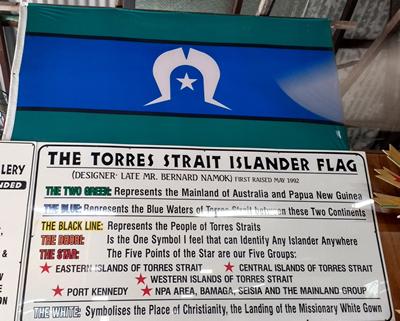 LLERY
NDED)
THE TORRES STRAIT ISLANDER FLAG
(DESIGNER- LATE MR. BERNARD NAMOK) FIRST RAISED MAY 1992
THE TWO GREEN: Represents the Mainland of Australia and Papua New Guinea
THE BLUE: Represents the Blue Waters of Torres Strait between these Two Continents
THE BLACK LINE: Represents the People of Torres Straits
THE DHORI: Is the One Symbol I feel that can Identify Any Islander Anywhere
THE STAR: The Five Points of the Star are our Five Groups:
EASTERN ISLANDS OF TORRES STRAIT CENTRAL ISLANDS OF TORRES STRAIT
WESTERN ISLANDS OF TORRES STRAIT
PORT KENNEDY NPA AREA, BAMAGA, SEISIA AND THE MAINLAND GROUP
THE WHITE: Symbolises the Place of Christianity, the Landing of the Missionary White Gown